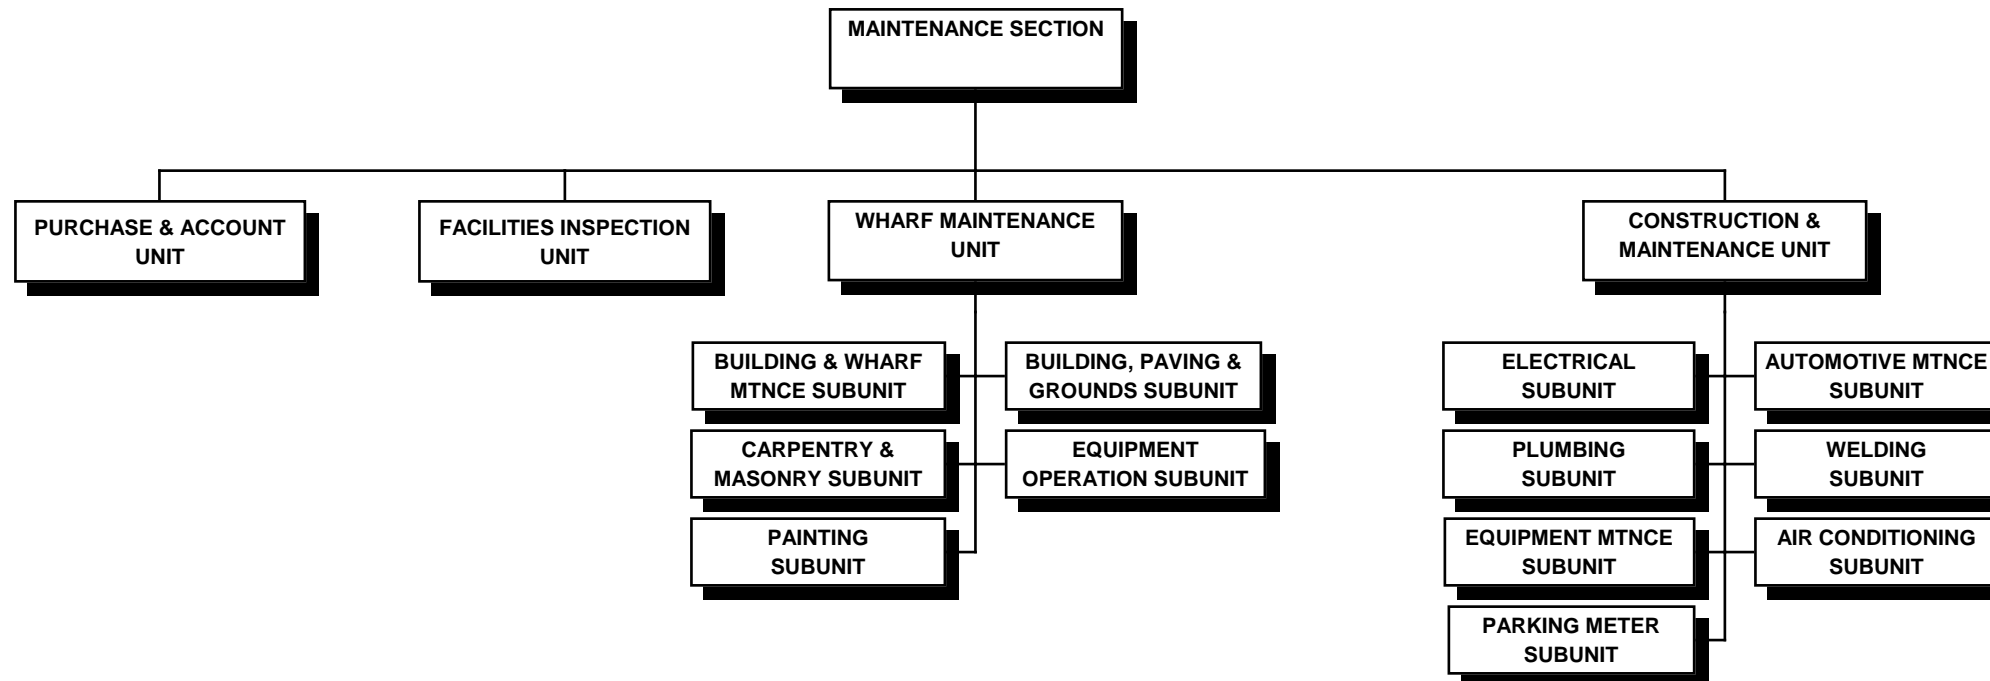 MAINTENANCE SECTION
PURCHASE & ACCOUNT
UNIT
FACILITIES INSPECTION
UNIT
WHARF MAINTENANCE
UNIT
CONSTRUCTION &
MAINTENANCE UNIT
BUILDING & WHARF
MTNCE SUBUNIT
BUILDING, PAVING &
GROUNDS SUBUNIT
CARPENTRY &
MASONRY SUBUNIT
EQUIPMENT
OPERATION SUBUNIT
PAINTING
SUBUNIT
ELECTRICAL
SUBUNIT
AUTOMOTIVE MTNCE
SUBUNIT
PLUMBING
SUBUNIT
WELDING
SUBUNIT
EQUIPMENT MTNCE
SUBUNIT
AIR CONDITIONING
SUBUNIT
PARKING METER
SUBUNIT